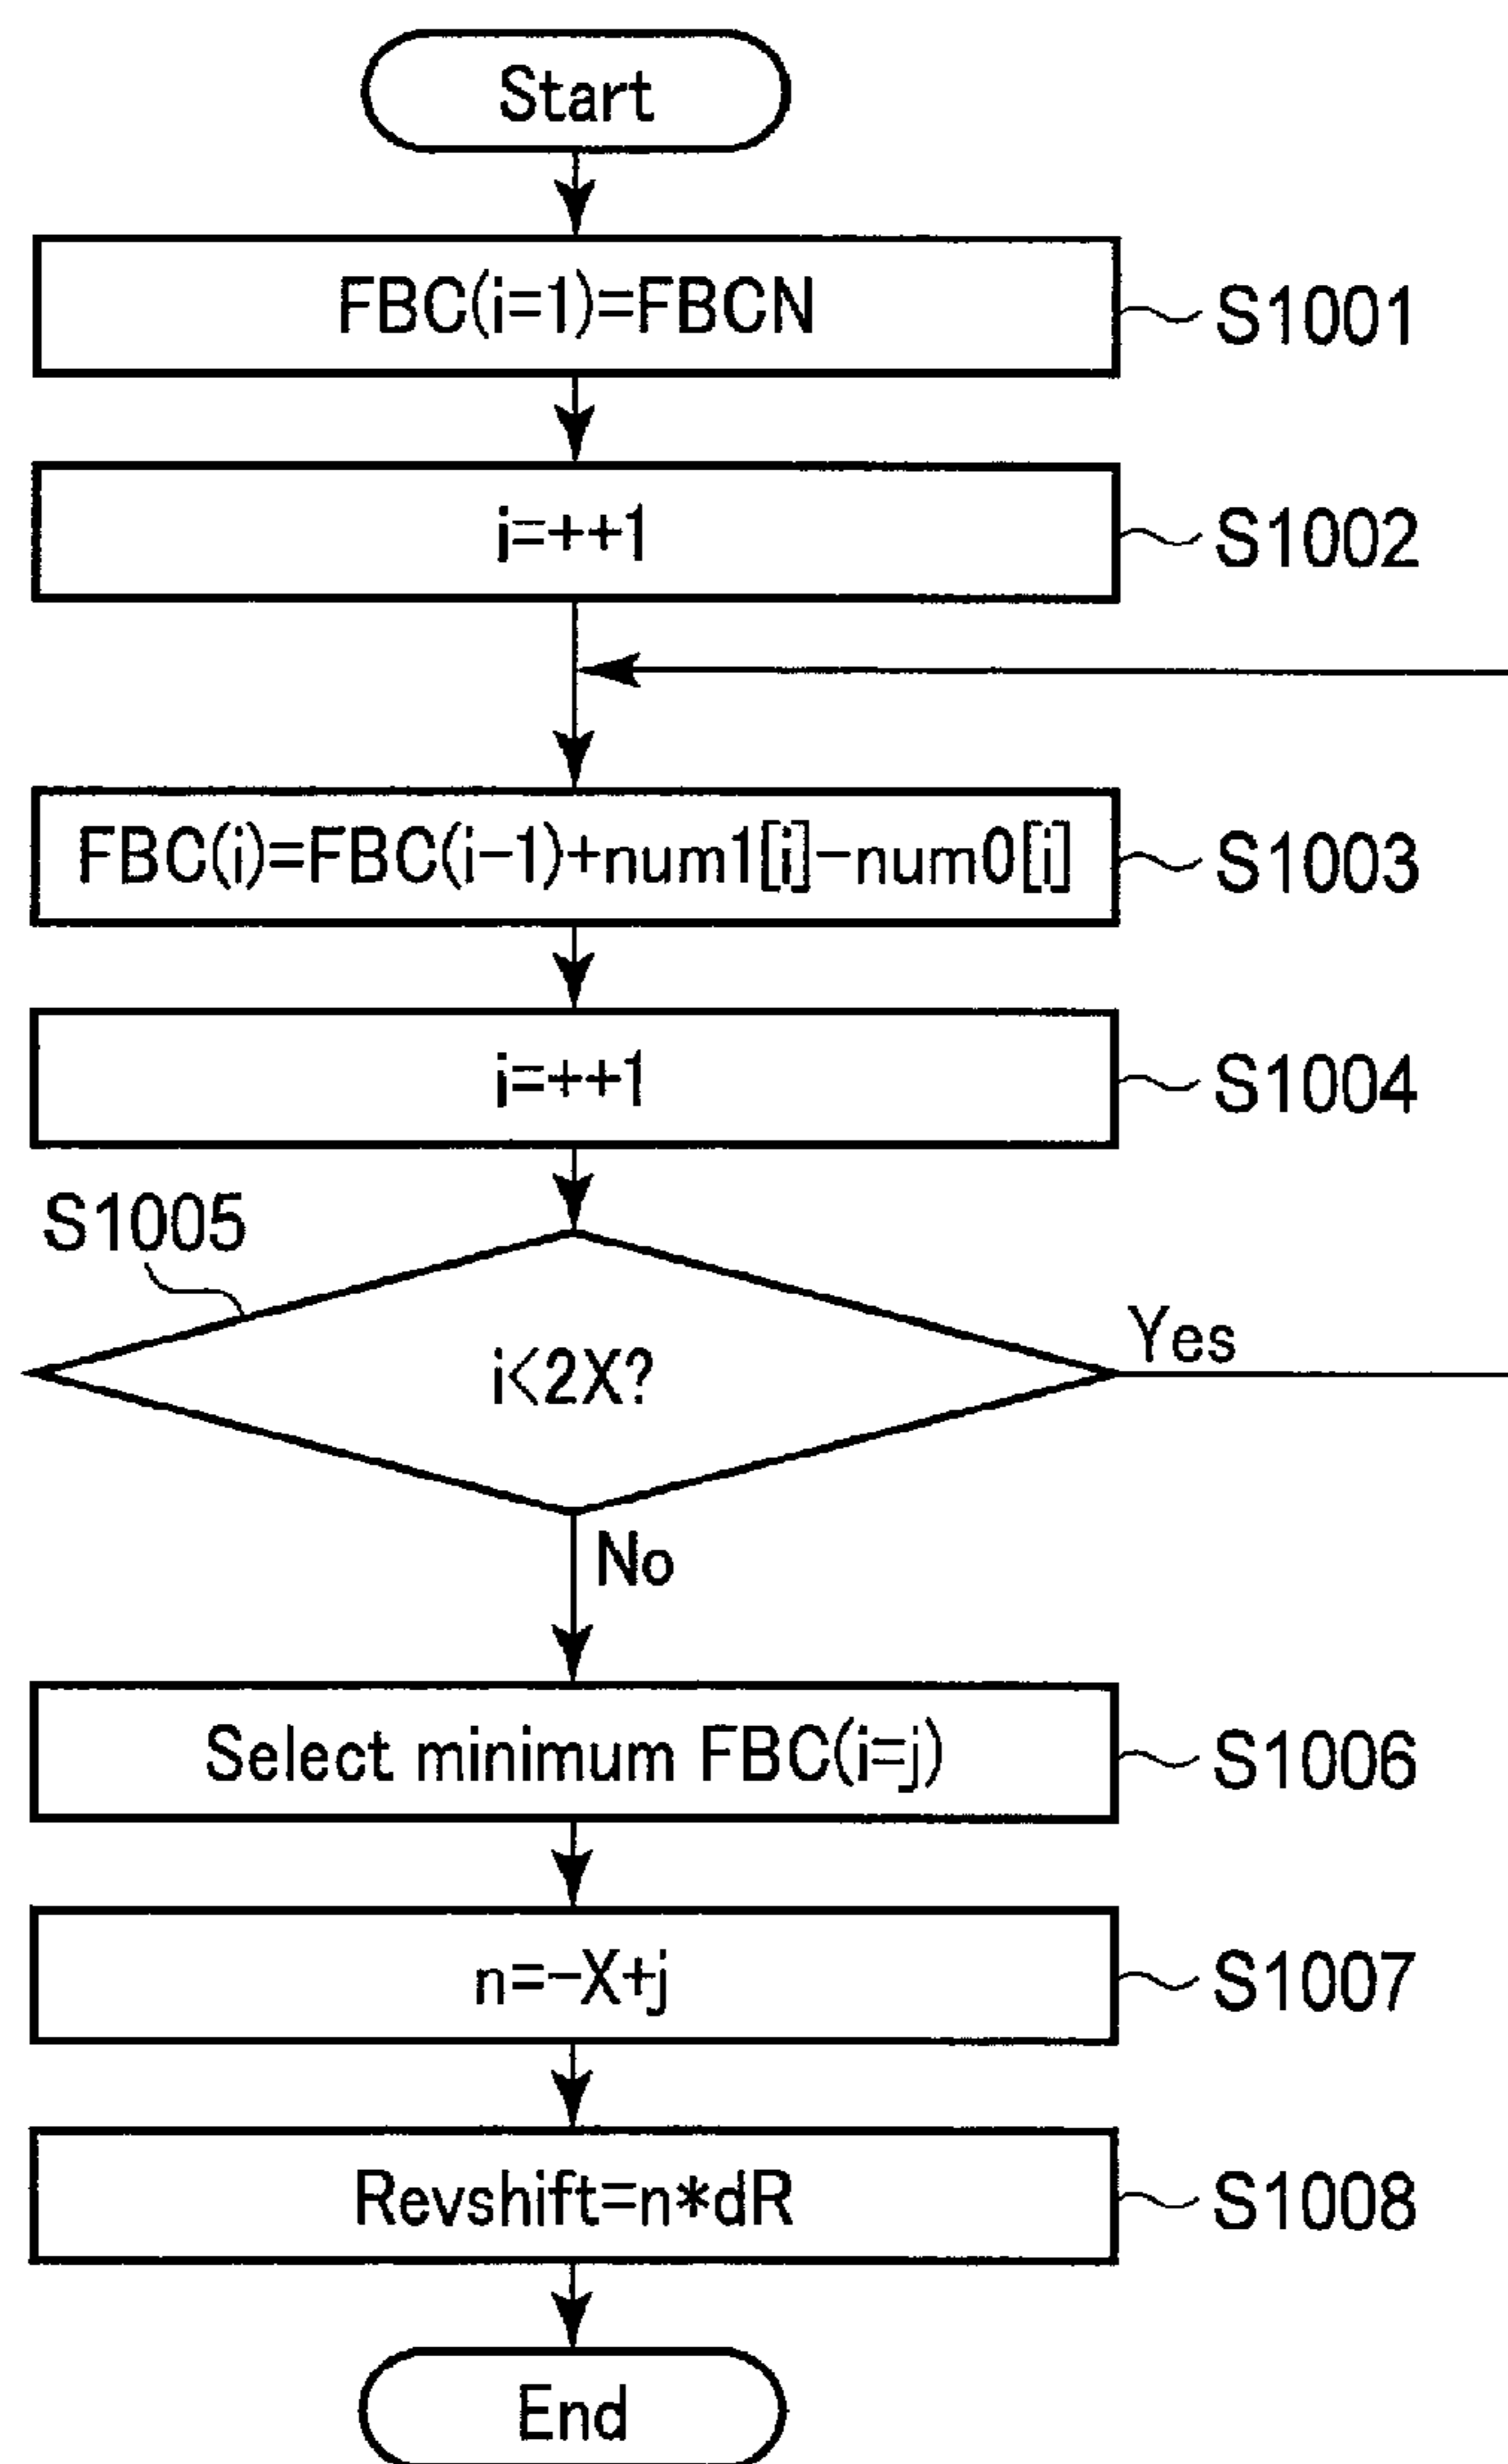 Start
FBC(i=1)=FBCN
S1001
i=++1
S1002
FBC(i)=FBC(i-1)+num1[i]-num0[i]
S1003
i=++1
S1004
S1005
i<2X?
Yes
No
Select minimum FBC(i=j)
S1006
n=-X+j
S1007
Revshift=n*dR
S1008
End